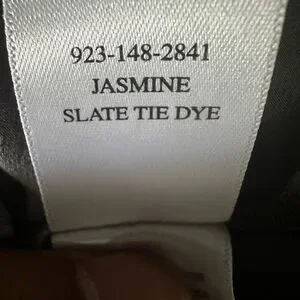 923-148-2841
JASMINE
SLATE TIE DYE